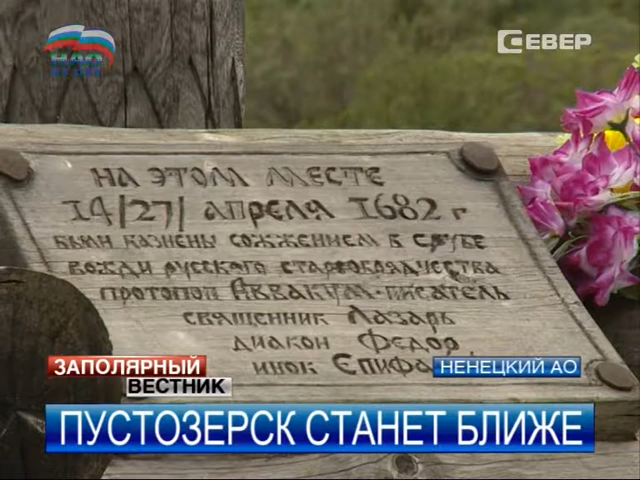 НАО
СЕВЕР
НА ЭТОМ МЕСТЕ
14/27/ АПРЕЛЯ 1682 г
были казнены сожжением в срубе
вожди русского старообрядчества
протопоп Аввакум-писатель
священник Лазарь
диакон Федор,
инок Епифа
ЗАПОЛЯРНЫЙ
ВЕСТНИК
НЕНЕЦКИЙ АО
ПУСТОЗЕРСК СТАНЕТ БЛИЖЕ